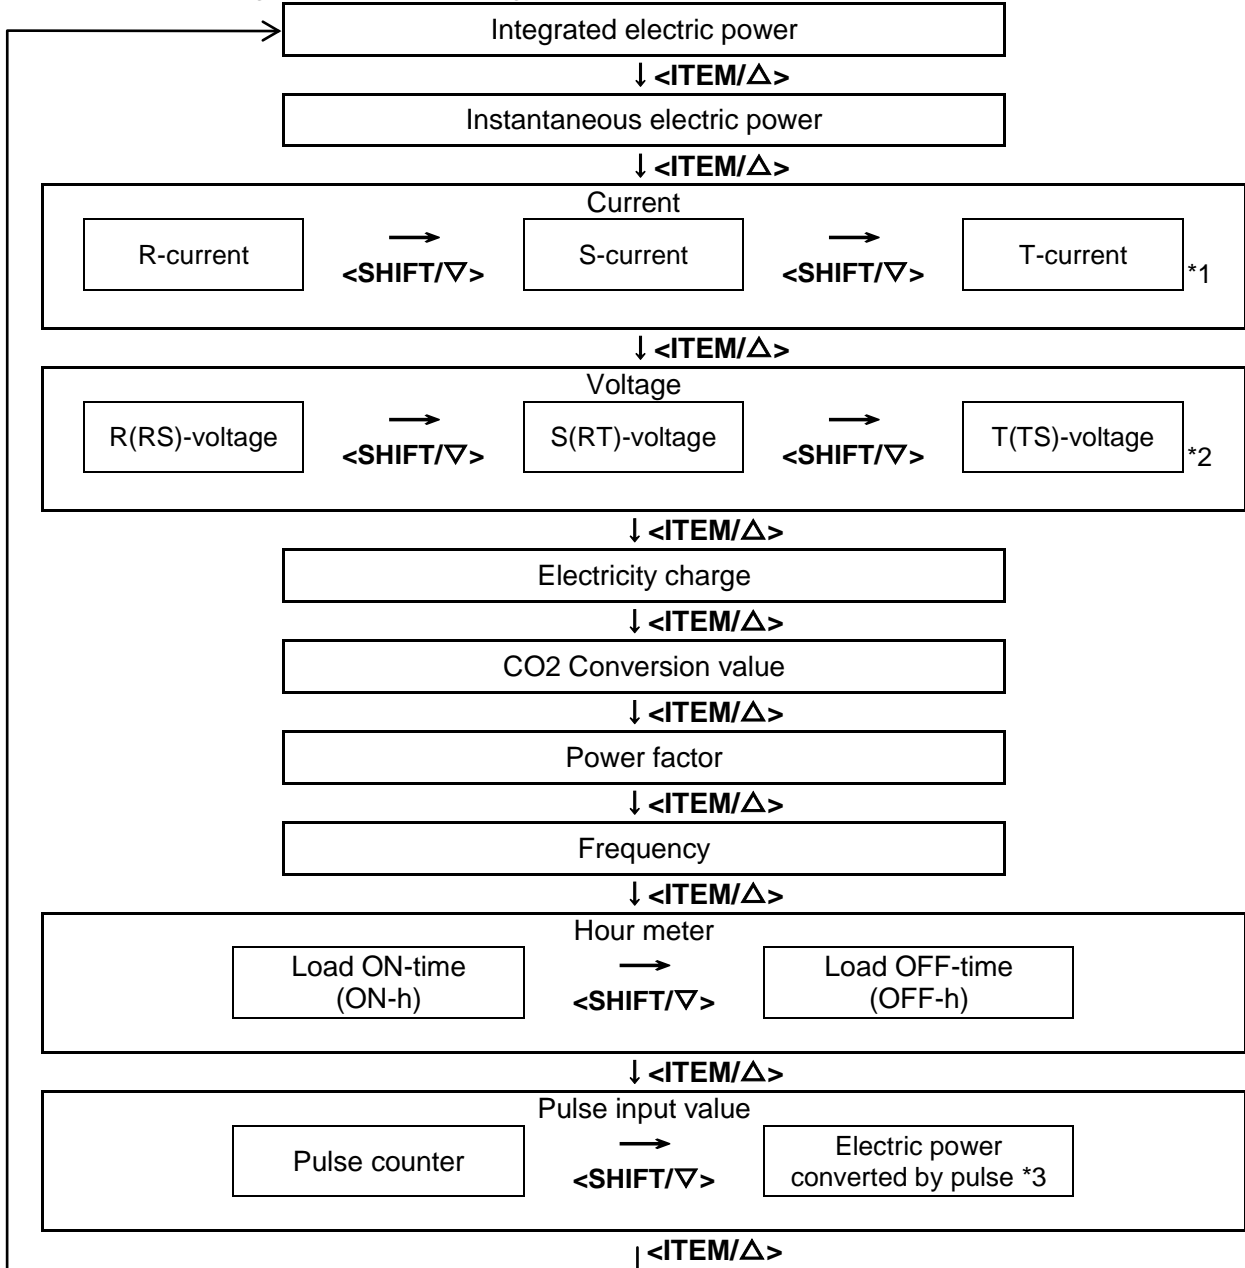 Integrated electric power
↓ <ITEM/△>
Instantaneous electric power
↓ <ITEM/△>
Current
R-current → <SHIFT/▽> S-current → <SHIFT/▽> T-current *1
↓ <ITEM/△>
Voltage
R(RS)-voltage → <SHIFT/▽> S(RT)-voltage → <SHIFT/▽> T(TS)-voltage *2
↓ <ITEM/△>
Electricity charge
↓ <ITEM/△>
CO2 Conversion value
↓ <ITEM/△>
Power factor
↓ <ITEM/△>
Frequency
↓ <ITEM/△>
Hour meter
Load ON-time
(ON-h)
→
<SHIFT/▽>
Load OFF-time
(OFF-h)
↓ <ITEM/△>
Pulse input value
Pulse counter
→
<SHIFT/▽>
Electric power
converted by pulse *3
<ITEM/△>